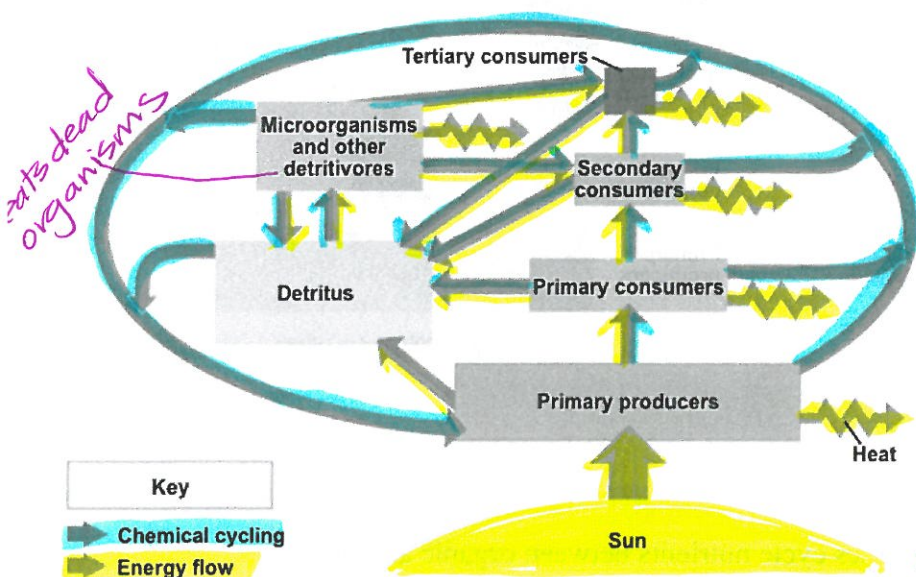 Tertiary consumers
eats dead
organisms
Microorganisms
and other
detritivores
Secondary
consumers
Detritus
Primary consumers
Primary producers
Heat
Key
Chemical cycling
Energy flow
Sun